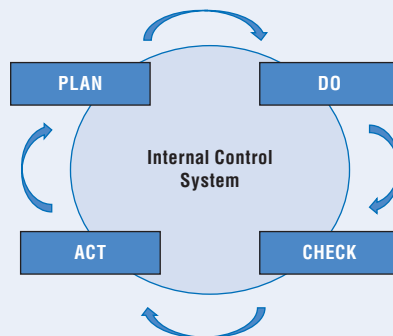 PLAN
DO
Internal Control
System
ACT
CHECK